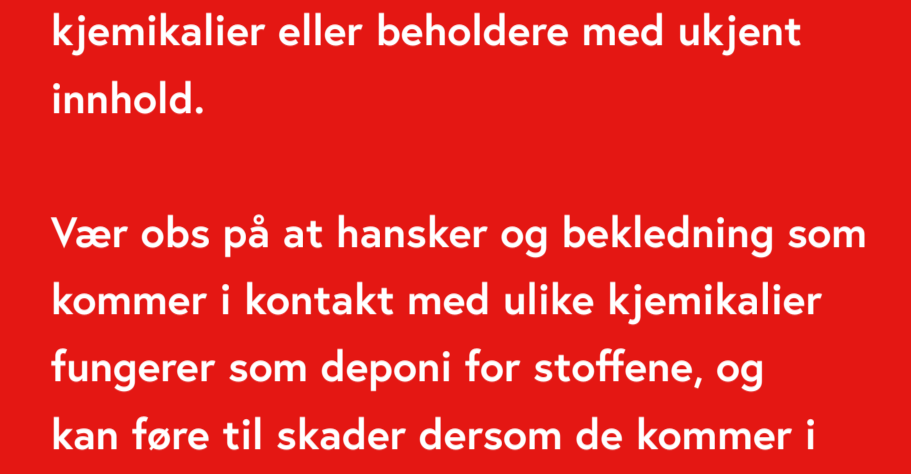 kjemikalier eller beholdere med ukjent
innhold.
Vær obs på at hansker og bekledning som
kommer i kontakt med ulike kjemikalier
fungerer som deponi for stoffene, og
kan føre til skader dersom de kommer i